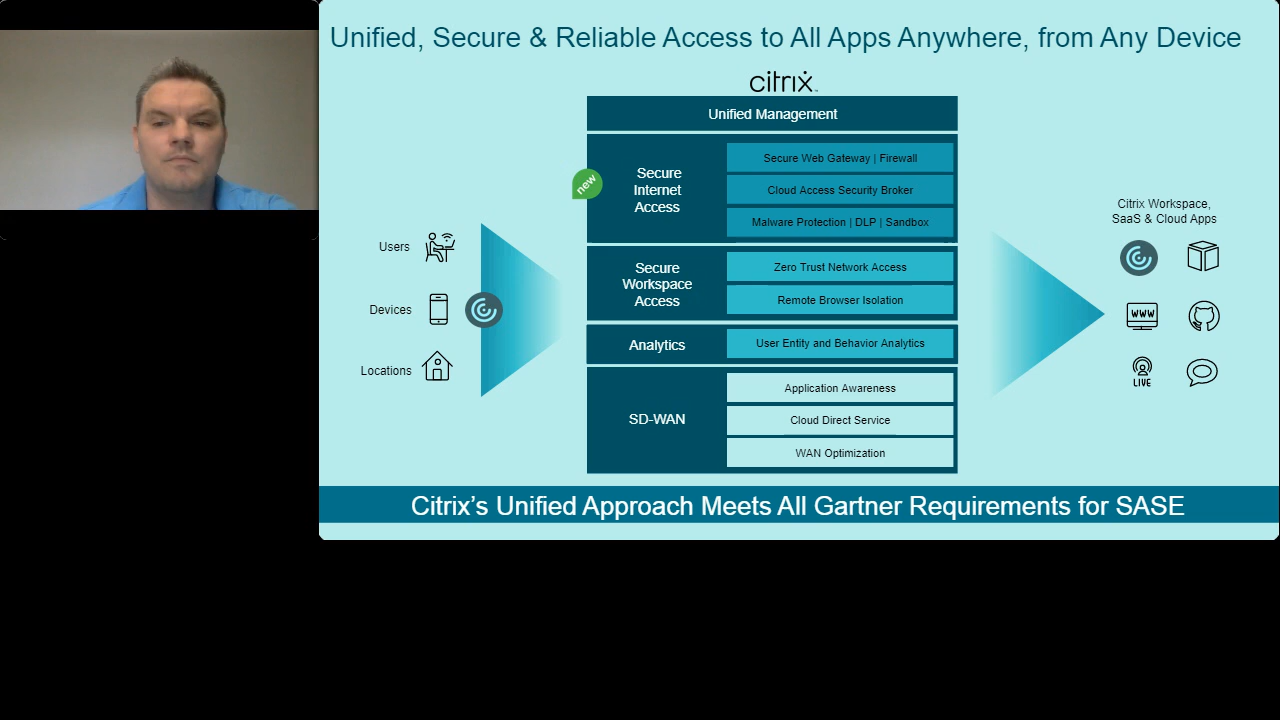 Unified, Secure & Reliable Access to All Apps Anywhere, from Any Device
citrix
Unified Management
new
Secure
Internet
Access
Secure Web Gateway | Firewall
Cloud Access Security Broker
Malware Protection | DLP | Sandbox
Secure
Workspace
Access
Zero Trust Network Access
Remote Browser Isolation
Analytics
User Entity and Behavior Analytics
SD-WAN
Application Awareness
Cloud Direct Service
WAN Optimization
Users
Devices
Locations
Citrix Workspace,
SaaS & Cloud Apps
WWW
LIVE
Citrix’s Unified Approach Meets All Gartner Requirements for SASE